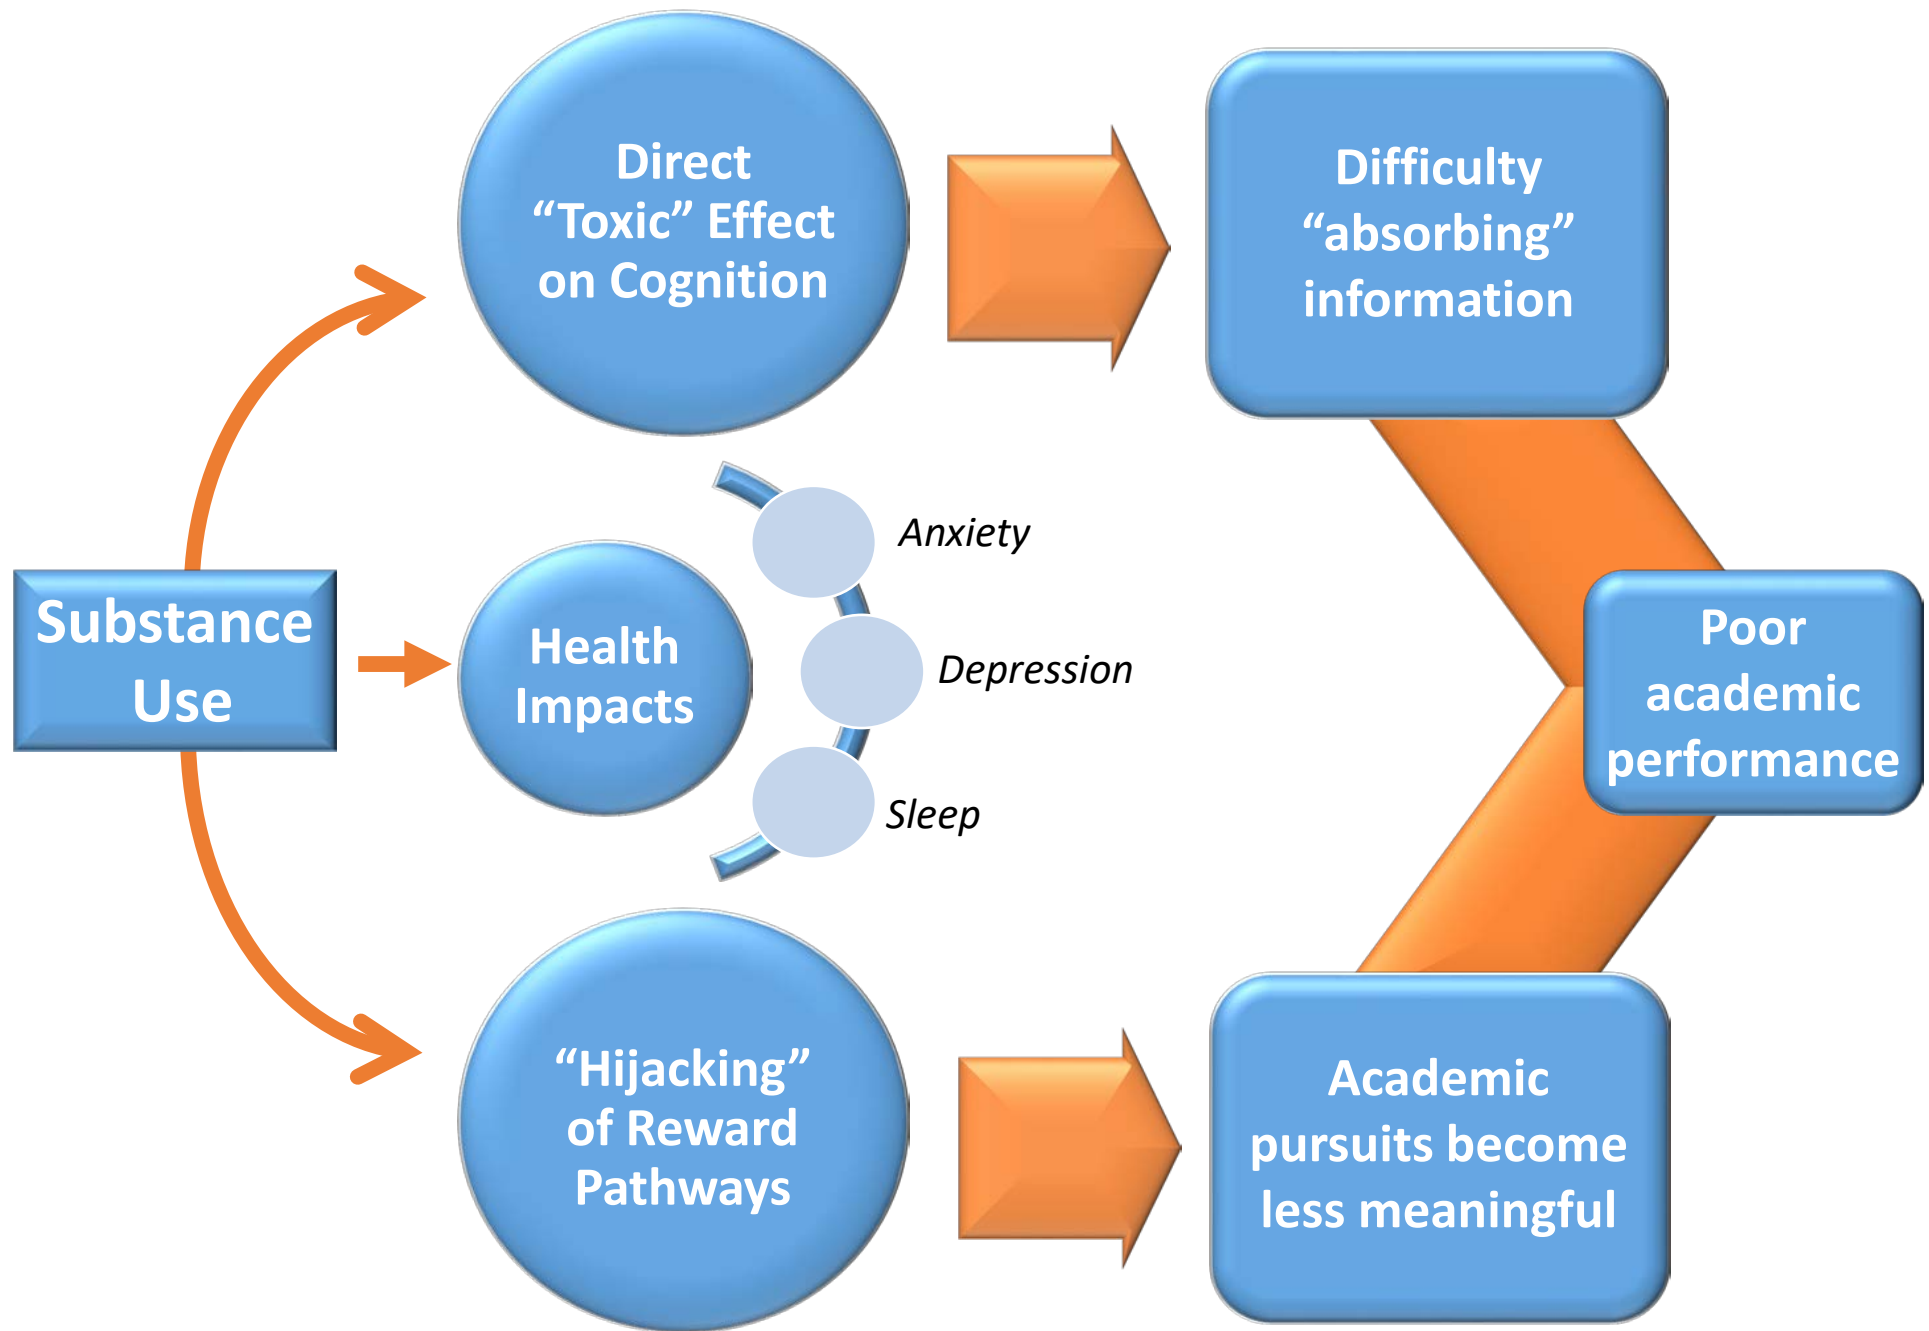 Substance
Use
Direct
“Toxic” Effect
on Cognition
Difficulty
“absorbing”
information
Health
Impacts
Anxiety
Depression
Sleep
“Hijacking”
of Reward
Pathways
Academic
pursuits become
less meaningful
Poor
academic
performance